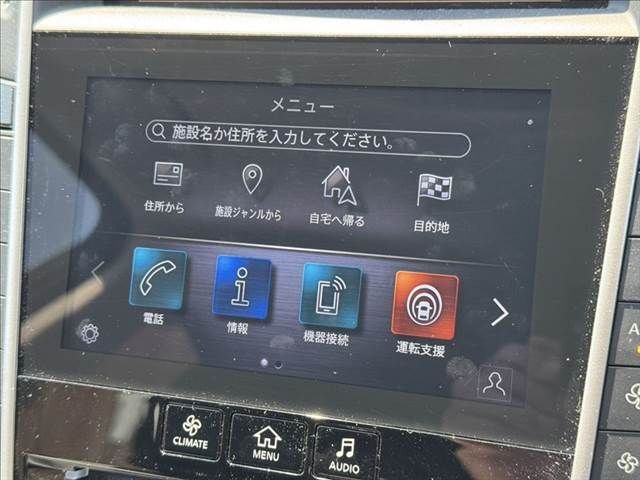 メニュー
施設名か住所を入力してください。
住所から
施設ジャンルから
自宅へ帰る
目的地
電話
情報
機器接続
運転支援
CLIMATE
MENU
AUDIO